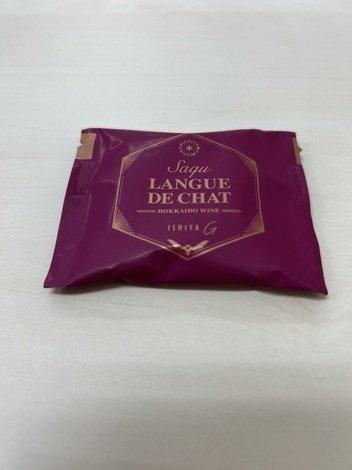 Saqu
LANGUE
DE CHAT
HOKKAIDO WINE
ISHIYA G